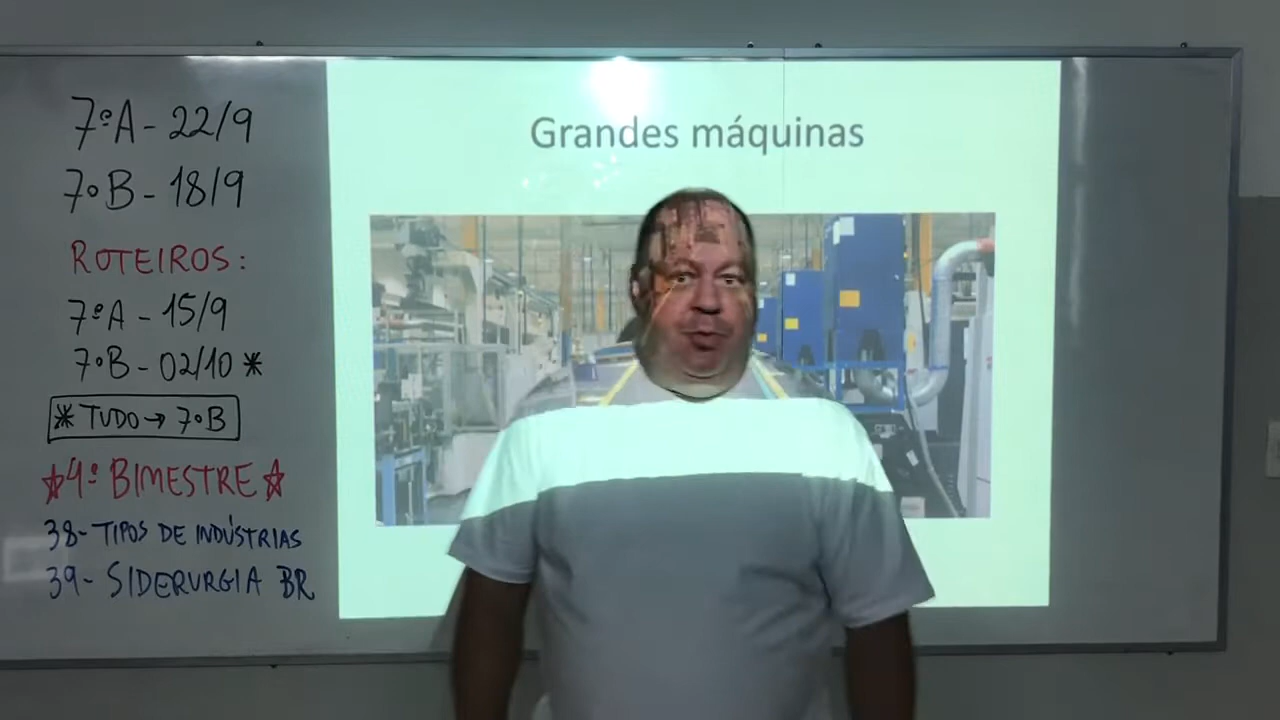 7ºA - 22/9
7ºB - 18/9
ROTEIROS:
7ºA - 15/9
7ºB - 02/10 *
* TUDO → 7ºB
☆4º BIMESTRE☆
38- TIPOS DE INDÚSTRIAS
39- SIDERURGIA BR
Grandes máquinas